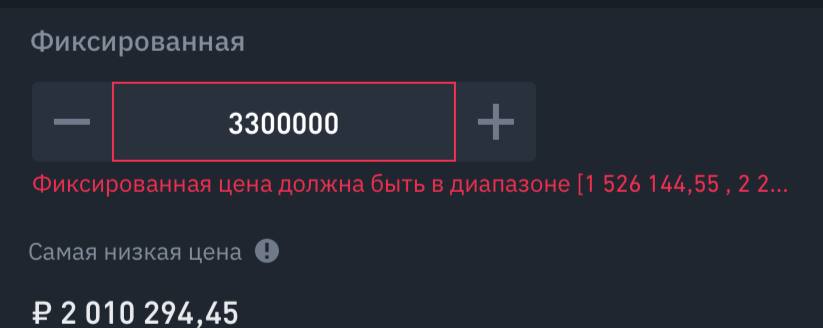 Фиксированная
3300000
Фиксированная цена должна быть в диапазоне [1 526 144,55 , 2 2...
Самая низкая цена
₽ 2 010 294,45